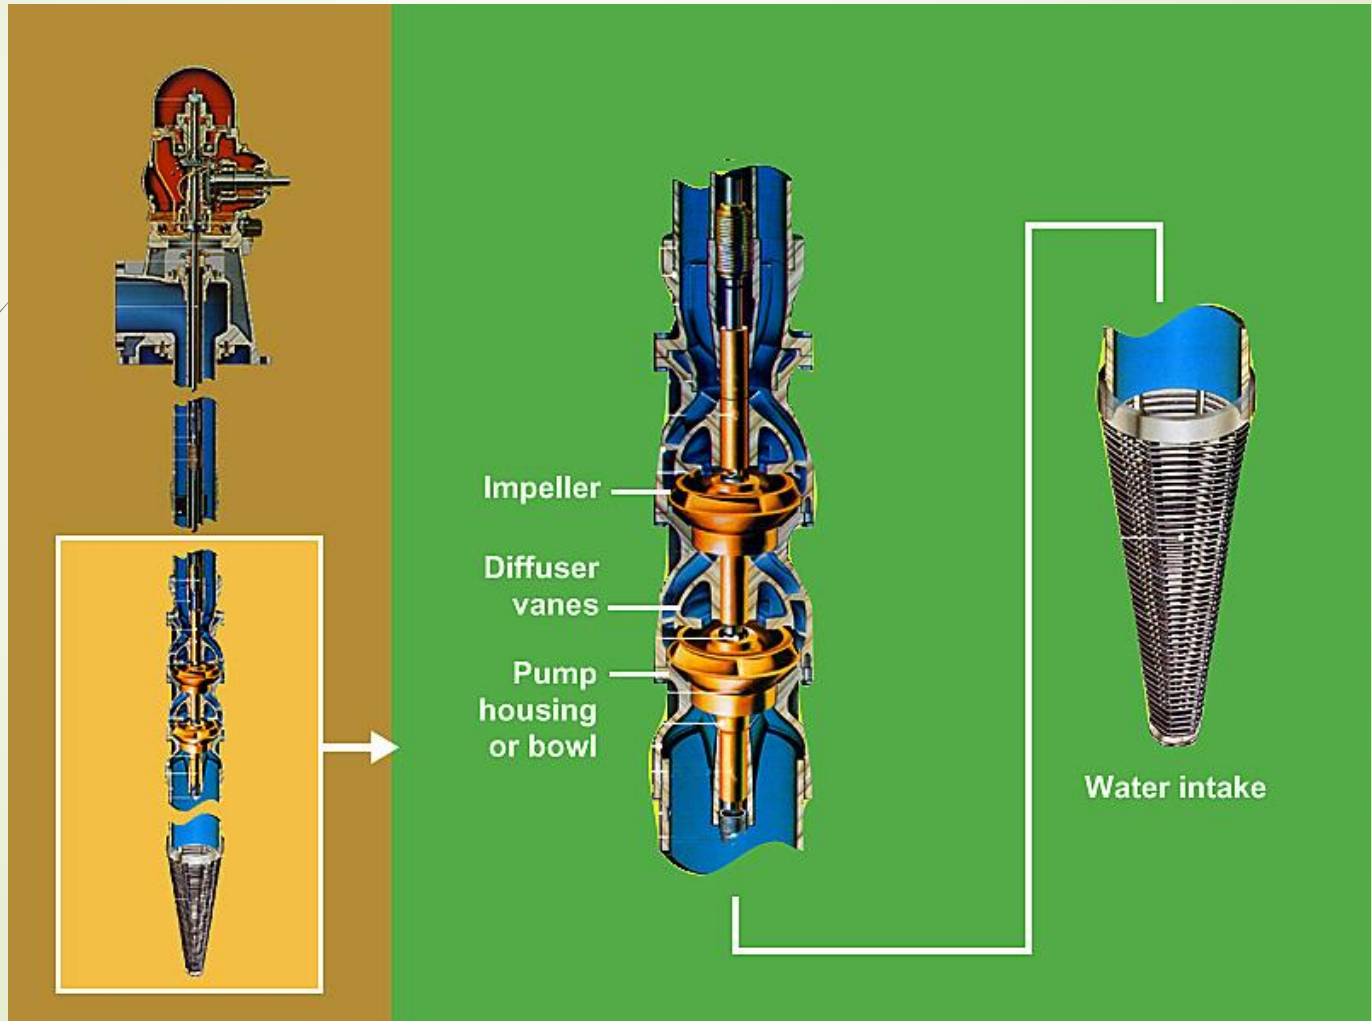 Impeller
Diffuser
vanes
Pump
housing
or bowl
Water intake